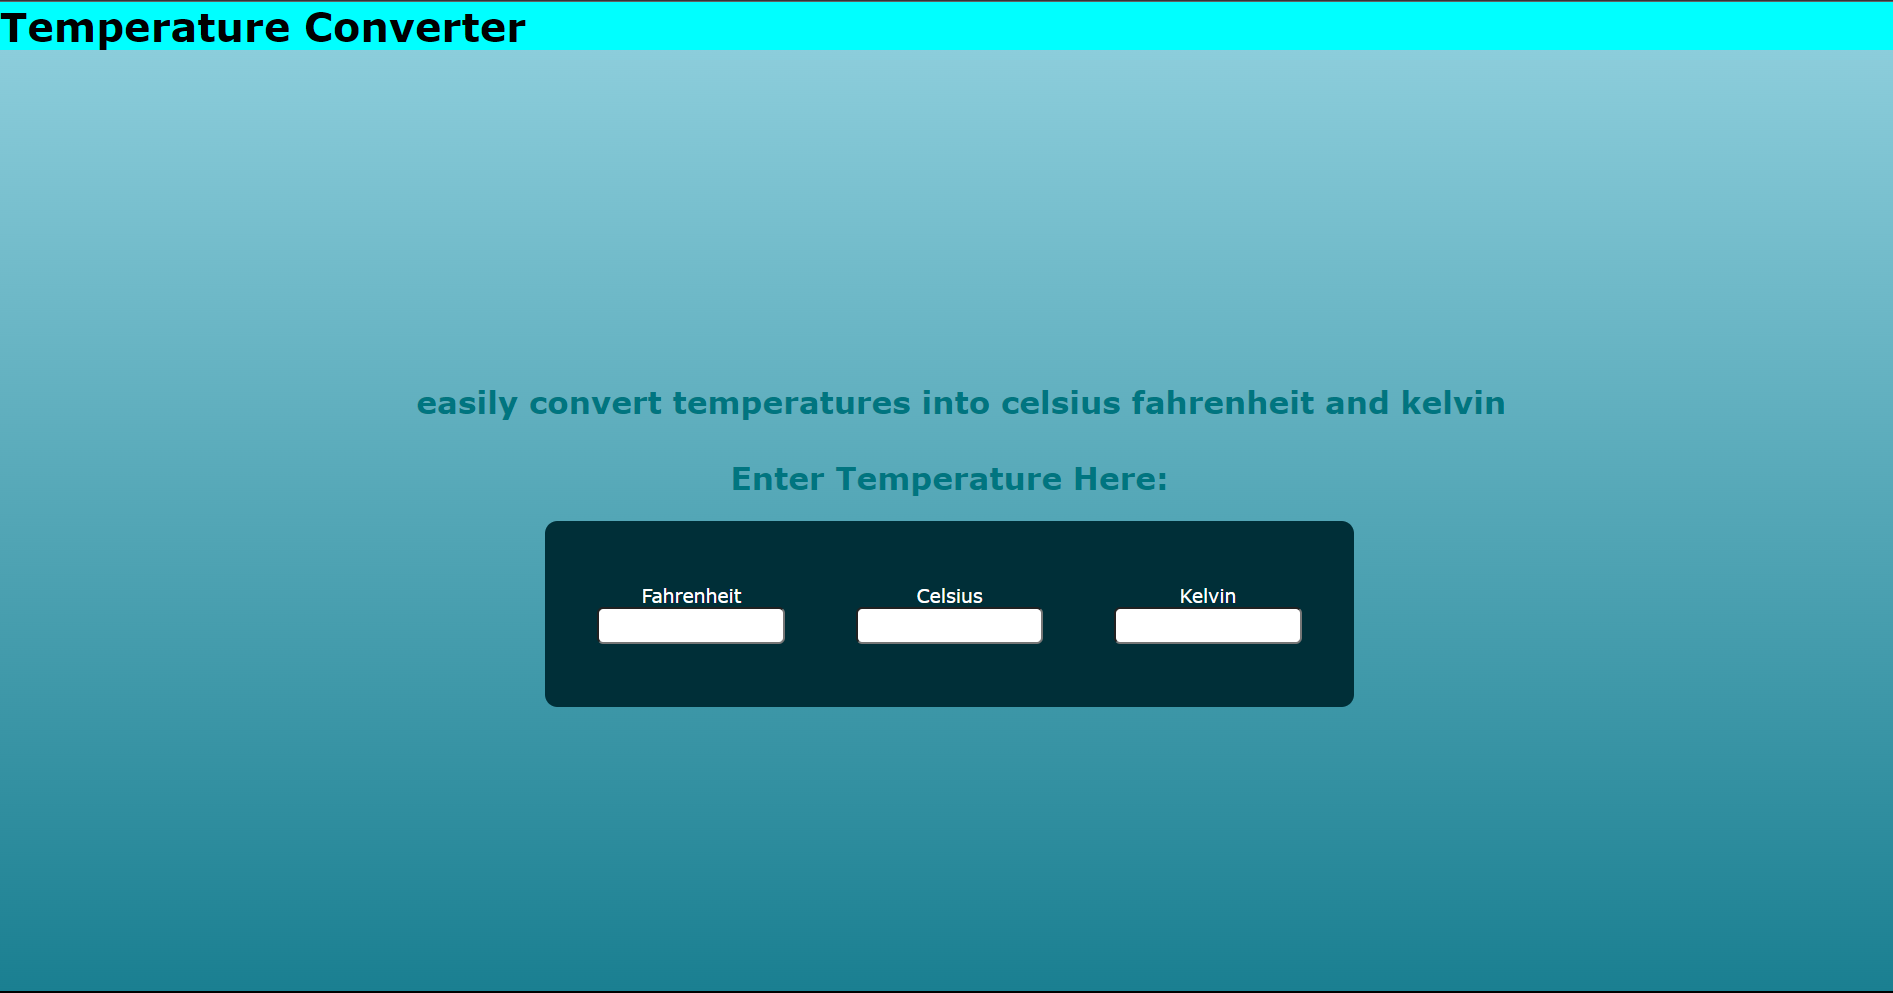 Temperature Converter
easily convert temperatures into celsius fahrenheit and kelvin
Enter Temperature Here:
Fahrenheit Celsius Kelvin